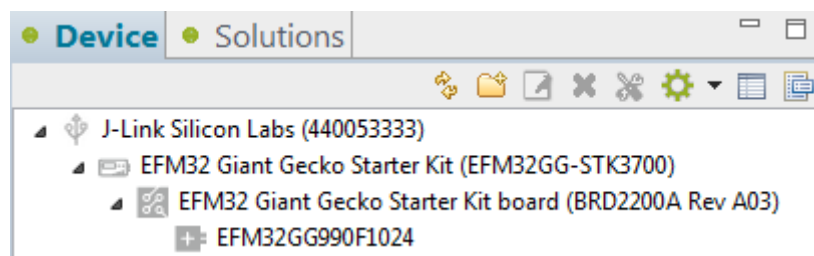 Device Solutions
J-Link Silicon Labs (440053333)
EFM32 Giant Gecko Starter Kit (EFM32GG-STK3700)
EFM32 Giant Gecko Starter Kit board (BRD2200A Rev A03)
EFM32GG990F1024